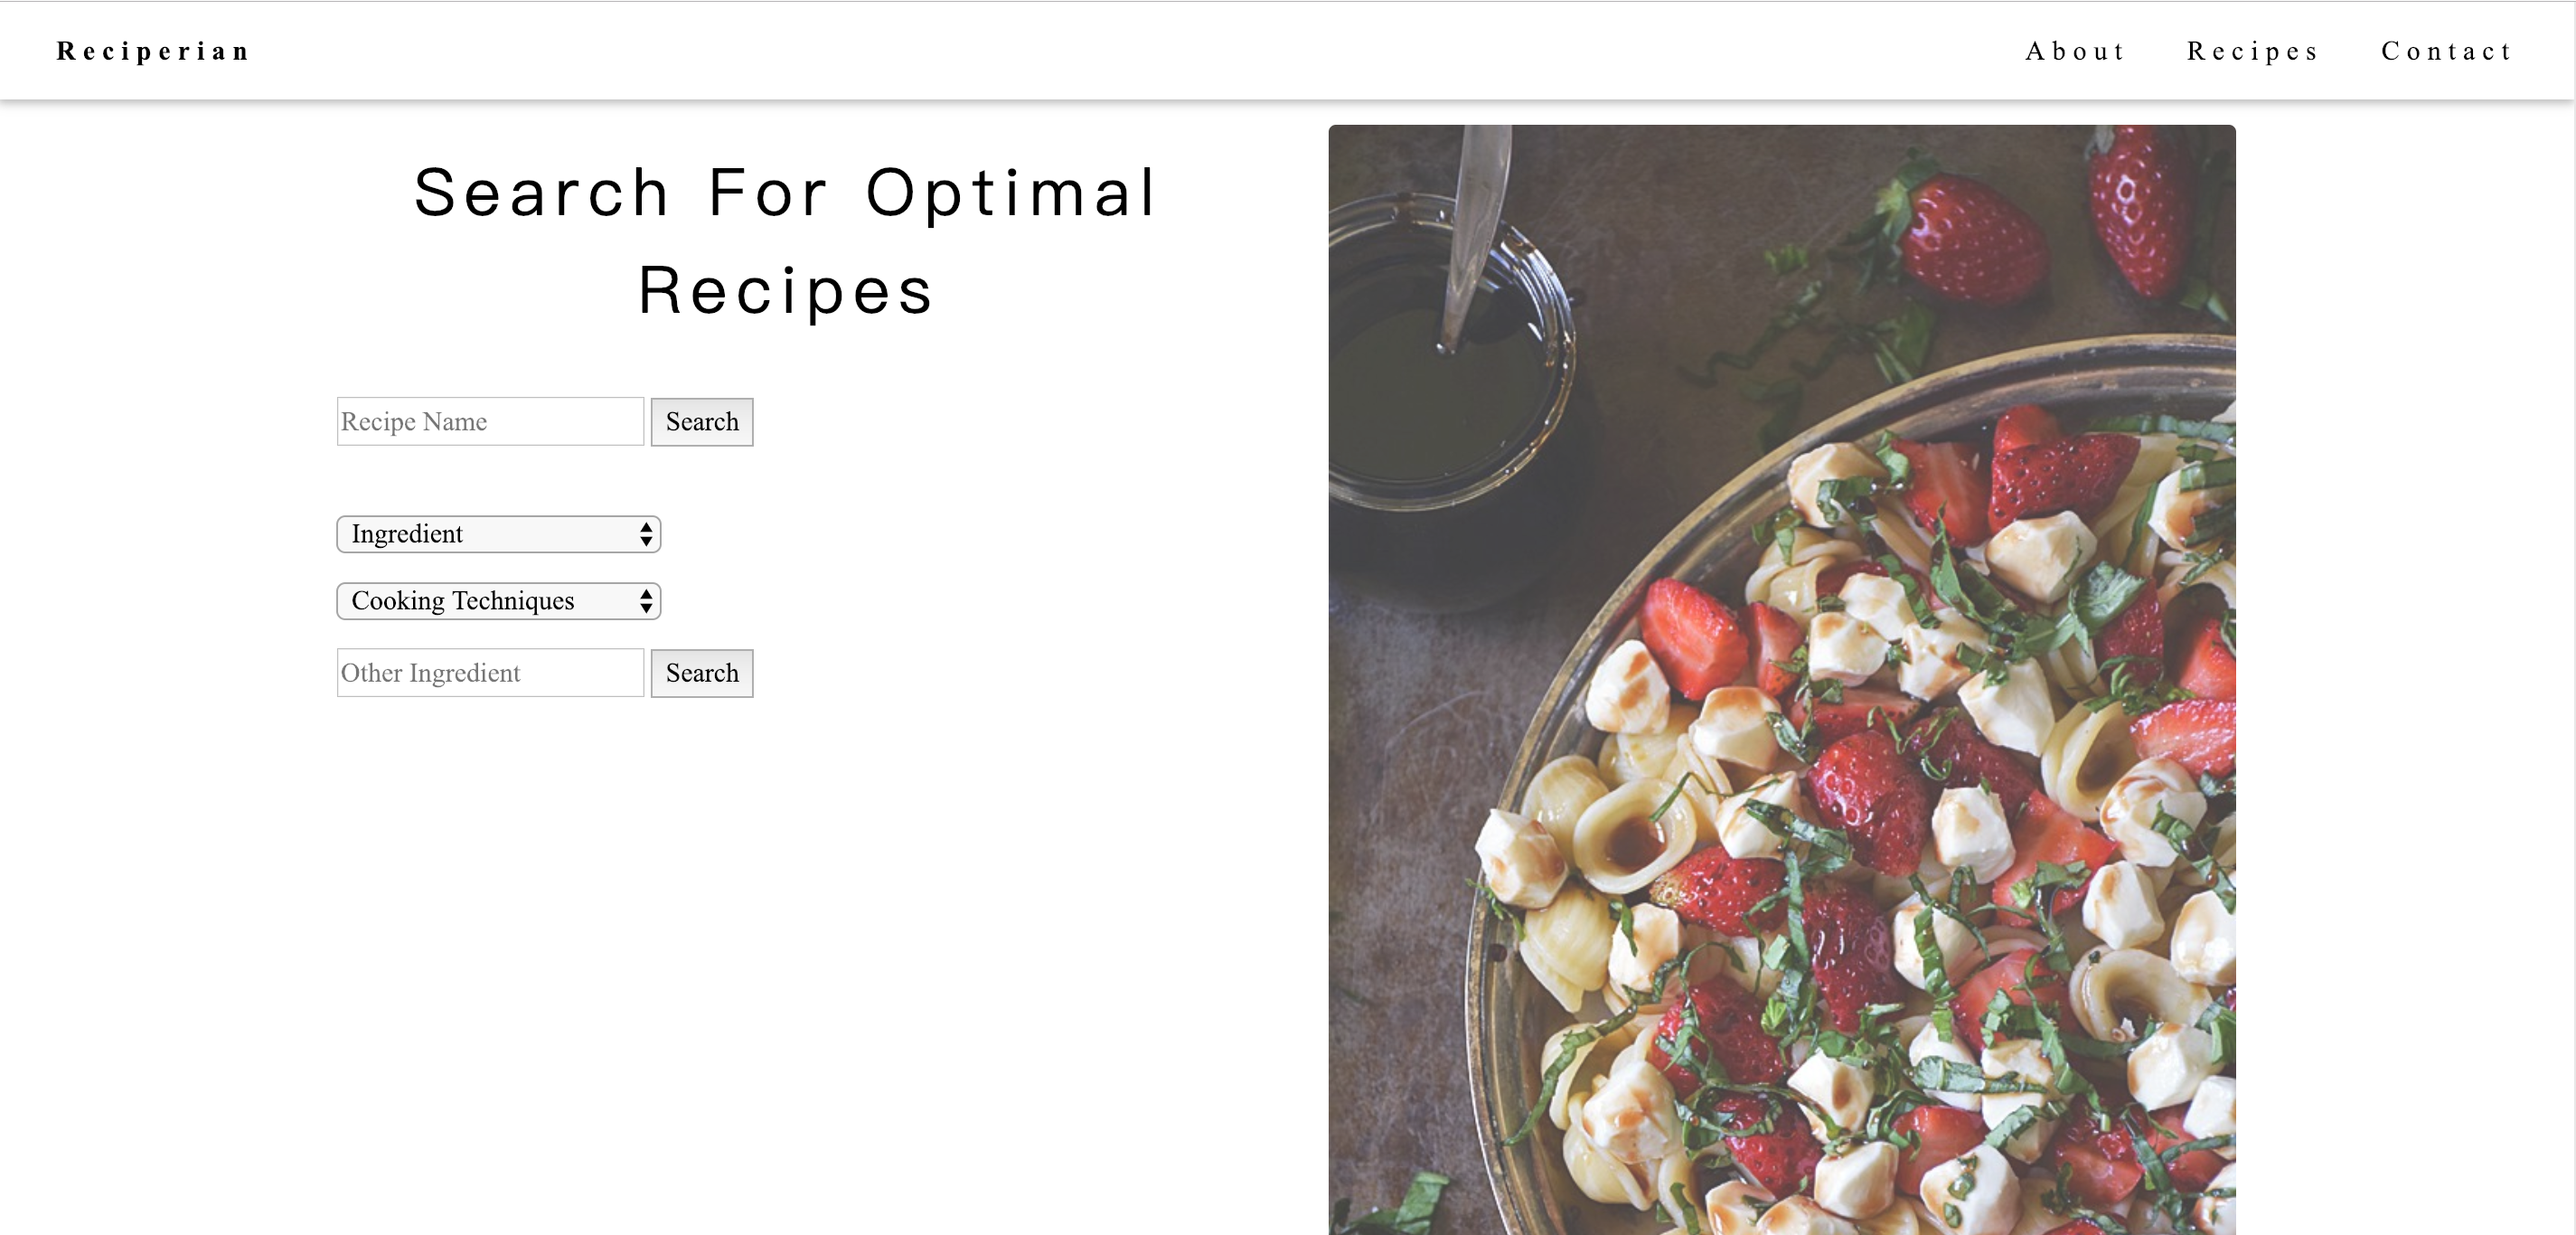 Reciperian About Recipes Contact
Search For Optimal
Recipes
Recipe Name Search
Ingredient
Cooking Techniques
Other Ingredient Search